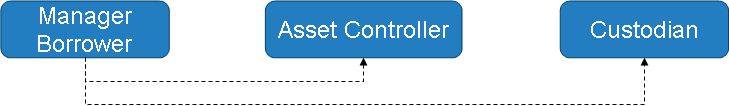 Manager
Borrower
Asset Controller
Custodian